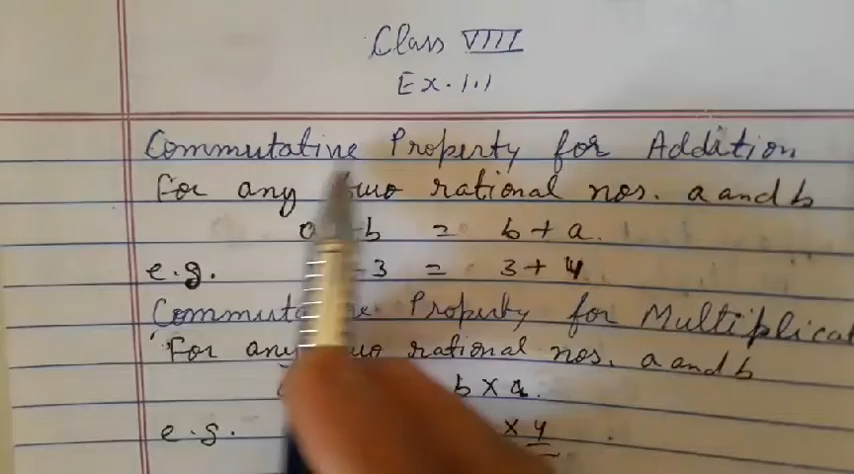 Class VIII
Ex. 1.1
Commutative Property for Addition
For any two rational nos. a and b
b = b + a.
e.g. 3 = 3 + 4
Property for Multiplicat
For any rational nos. a and b
b × a.
e.g. × 4